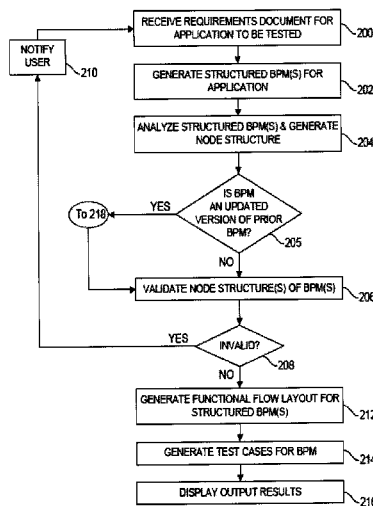 RECEIVE REQUIREMENTS DOCUMENT FOR
APPLICATION TO BE TESTED
200
NOTIFY
USER
210
GENERATE STRUCTURED BPM(S) FOR
APPLICATION
202
ANALYZE STRUCTURED BPM(S) & GENERATE
NODE STRUCTURE
204
IS BPM
AN UPDATED
VERSION OF PRIOR
BPM?
205
YES
To 218
NO
VALIDATE NODE STRUCTURE(S) OF BPM(S)
206
YES
INVALID?
208
NO
GENERATE FUNCTIONAL FLOW LAYOUT FOR
STRUCTURED BPM(S)
212
GENERATE TEST CASES FOR BPM
214
DISPLAY OUTPUT RESULTS
216